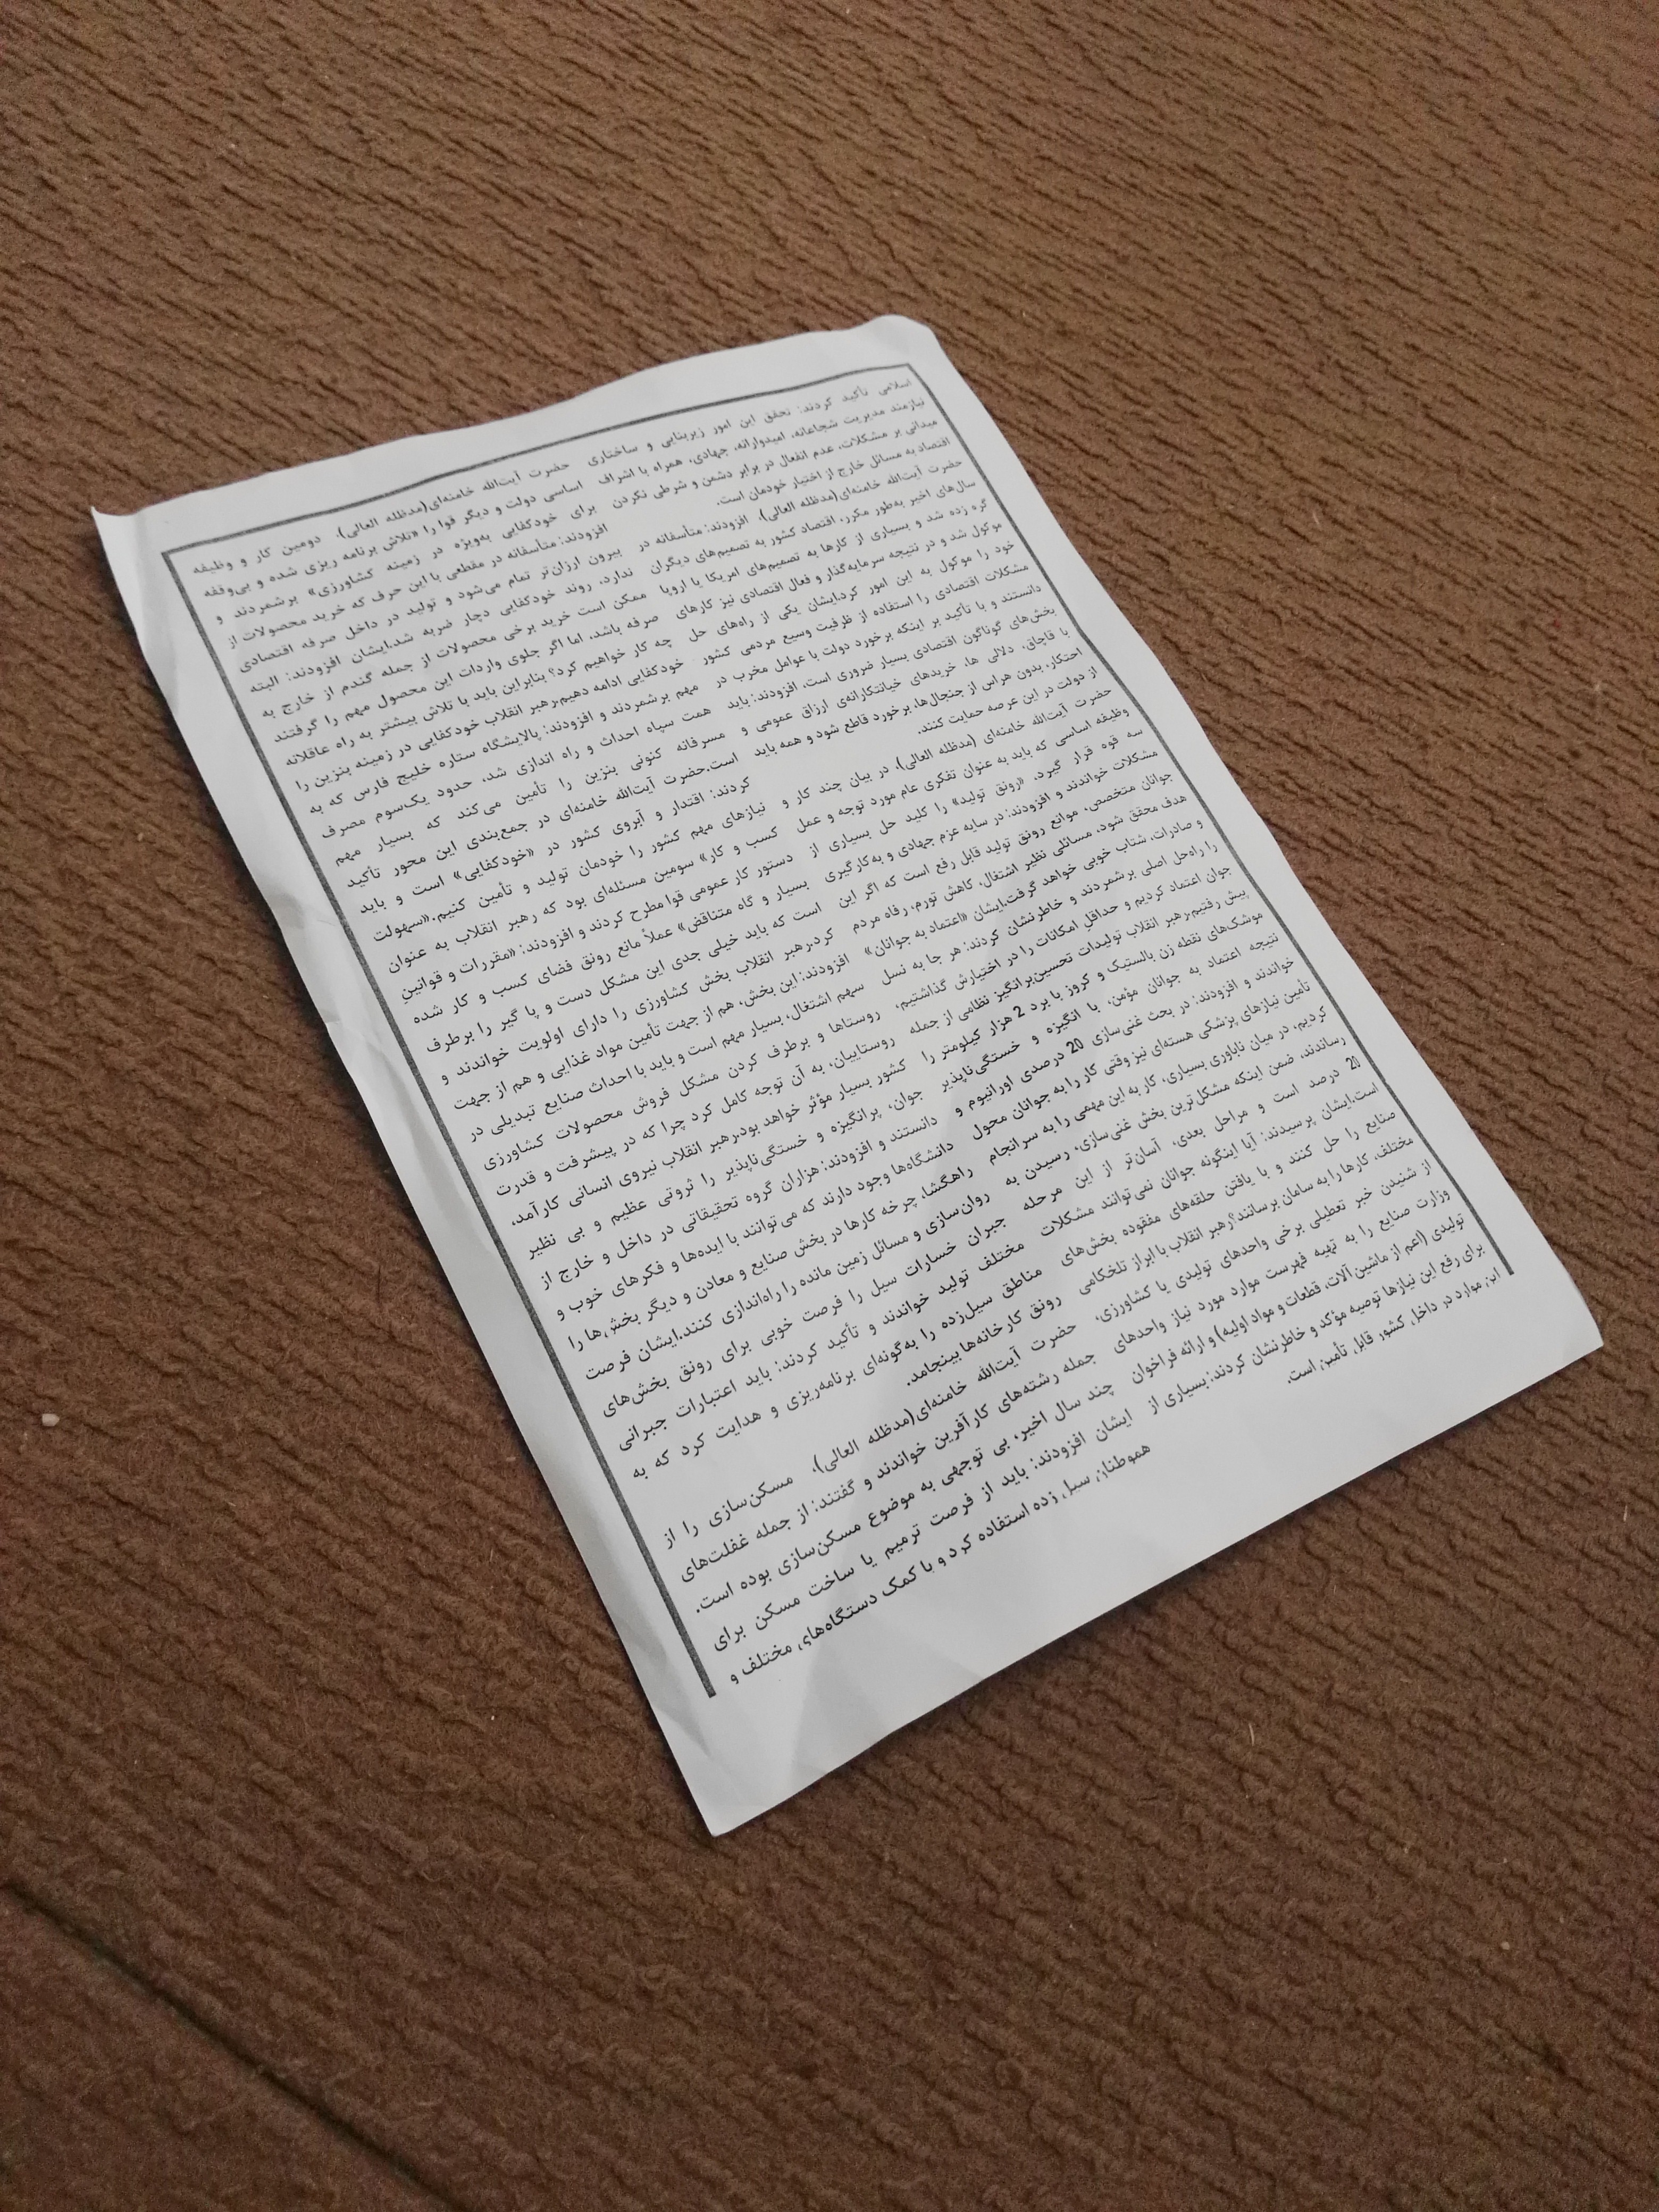 اسلامی تأکید کردند: تحقق این امور زیربنایی و ساختاری
نیازمند مدیریت شجاعانه، امیدوارانه، جهادی، همراه با اشراف
میدانی بر مشکلات، عدم انفعال در برابر دشمن و شرطی نکردن
اقتصاد به مسائل خارج از اختیار خودمان است.
حضرت آیت‌الله خامنه‌ای(مدظله العالی)، افزودند: متأسفانه در
سال‌های اخیر به‌طور مکرر، اقتصاد کشور به تصمیم‌های دیگران
گره زده شد و بسیاری از کارها به تصمیم‌های امریکا یا اروپا
موکول شد و در نتیجه سرمایه‌گذار و فعال اقتصادی نیز کارهای
خود را موکول به این امور کرد.ایشان یکی از راه‌های حل
مشکلات اقتصادی را استفاده از ظرفیت وسیع مردمی کشور
دانستند و با تأکید بر اینکه برخورد دولت با عوامل مخرب در
بخش‌های گوناگون اقتصادی بسیار ضروری است، افزودند: باید
با قاچاق، دلالی ها، خریدهای خیانتکارانه‌ی ارزاق عمومی و
احتکار، بدون هراس از جنجال‌ها، برخورد قاطع شود و همه باید
از دولت در این عرصه حمایت کنند.
حضرت آیت‌الله خامنه‌ای (مدظله العالی)، در بیان چند کار و
وظیفه اساسی که باید به عنوان تفکری عام مورد توجه و عمل
سه قوه قرار گیرد، «رونق تولید» را کلید حل بسیاری از
مشکلات خواندند و افزودند: در سایه عزم جهادی و به‌کارگیری
جوانان متخصص، موانع رونق تولید قابل رفع است که اگر این
هدف محقق شود، مسائلی نظیر اشتغال، کاهش تورم، رفاه مردم
و صادرات، شتاب خوبی خواهد گرفت.ایشان «اعتماد به جوانان»
را راه‌حل اصلی برشمردند و خاطرنشان کردند: هر جا به نسل
جوان اعتماد کردیم و حداقل امکانات را در اختیارش گذاشتیم،
پیش رفتیم.رهبر انقلاب تولیدات تحسین‌برانگیز نظامی از جمله
موشک‌های نقطه زن بالستیک و کروز با برد 2 هزار کیلومتر را
نتیجه اعتماد به جوانان مؤمن، با انگیزه و خستگی‌ناپذیر
خواندند و افزودند: در بحث غنی‌سازی 20 درصدی اورانیوم و
تأمین نیازهای پزشکی هسته‌ای نیز وقتی کار را به جوانان محول
کردیم، در میان ناباوری بسیاری، کار به این مهمی را به سرانجام
رساندند، ضمن اینکه مشکل‌ترین بخش غنی‌سازی، رسیدن به
20 درصد است و مراحل بعدی، آسان‌تر از این مرحله
است.ایشان پرسیدند: آیا اینگونه جوانان نمی‌توانند مشکلات
صنایع را حل کنند و با یافتن حلقه‌های مفقوده بخش‌های
مختلف، کارها را به سامان برسانند؟رهبر انقلاب با ابراز تلخکامی
از شنیدن خبر تعطیلی برخی واحدهای تولیدی یا کشاورزی،
وزارت صنایع را به تهیه فهرست موارد مورد نیاز واحدهای
تولیدی (اعم از ماشین‌آلات، قطعات و مواد اولیه) و ارائه فراخوان
برای رفع این نیازها توصیه مؤکد و خاطرنشان کردند: بسیاری از
این موارد در داخل کشور قابل تأمین است.
حضرت آیت‌الله خامنه‌ای(مدظله العالی)، دومین کار و وظیفه
اساسی دولت و دیگر قوا را «تلاش برنامه ریزی شده و بی‌وقفه
برای خودکفایی به‌ویژه در زمینه کشاورزی» برشمردند و
افزودند: متأسفانه در مقطعی با این حرف که خرید محصولات از
بیرون ارزان‌تر تمام می‌شود و تولید در داخل صرفه اقتصادی
ندارد، روند خودکفایی دچار ضربه شد.ایشان افزودند: البته
ممکن است خرید برخی محصولات از جمله گندم از خارج به
صرفه باشد، اما اگر جلوی واردات این محصول مهم را گرفتند
چه کار خواهیم کرد؟ بنابراین باید با تلاش بیشتر به راه عاقلانه
خودکفایی ادامه دهیم.رهبر انقلاب خودکفایی در زمینه بنزین را
مهم برشمردند و افزودند: پالایشگاه ستاره خلیج فارس که به
همت سپاه احداث و راه اندازی شد، حدود یک‌سوم مصرف
مسرفانه کنونی بنزین را تأمین می‌کند که بسیار مهم
است.حضرت آیت‌الله خامنه‌ای در جمع‌بندی این محور تأکید
کردند: اقتدار و آبروی کشور در «خودکفایی» است و باید
نیازهای مهم کشور را خودمان تولید و تأمین کنیم.«سهولت
کسب و کار» سومین مسئله‌ای بود که رهبر انقلاب به عنوان
دستور کار عمومی قوا مطرح کردند و افزودند: «مقررات و قوانین
بسیار و گاه متناقض» عملاً مانع رونق فضای کسب و کار شده
است که باید خیلی جدی این مشکل دست و پا گیر را برطرف
کرد.رهبر انقلاب بخش کشاورزی را دارای اولویت خواندند و
افزودند: این بخش، هم از جهت تأمین مواد غذایی و هم از جهت
سهم اشتغال، بسیار مهم است و باید با احداث صنایع تبدیلی در
روستاها و برطرف کردن مشکل فروش محصولات کشاورزی
روستاییان، به آن توجه کامل کرد چرا که در پیشرفت و قدرت
کشور بسیار مؤثر خواهد بود.رهبر انقلاب نیروی انسانی کارآمد،
جوان، پرانگیزه و خستگی‌ناپذیر را ثروتی عظیم و بی نظیر
دانستند و افزودند: هزاران گروه تحقیقاتی در داخل و خارج از
دانشگاه‌ها وجود دارند که می‌توانند با ایده‌ها و فکرهای خوب و
راهگشا، چرخه کارها در بخش صنایع و معادن و دیگر بخش‌ها را
روان‌سازی و مسائل زمین مانده را راه‌اندازی کنند.ایشان فرصت
جبران خسارات سیل را فرصت خوبی برای رونق بخش‌های
مختلف تولید خواندند و تأکید کردند: باید اعتبارات جبرانی
مناطق سیل‌زده را به‌گونه‌ای برنامه‌ریزی و هدایت کرد که به
رونق کارخانه‌ها بینجامد.
حضرت آیت‌الله خامنه‌ای(مدظله العالی)، مسکن‌سازی را از
جمله رشته‌های کارآفرین خواندند و گفتند: از جمله غفلت‌های
چند سال اخیر، بی توجهی به موضوع مسکن‌سازی بوده است.
ایشان افزودند: باید از فرصت ترمیم یا ساخت مسکن برای
هموطنان سیل زده استفاده کرد و با کمک دستگاه‌های مختلف و